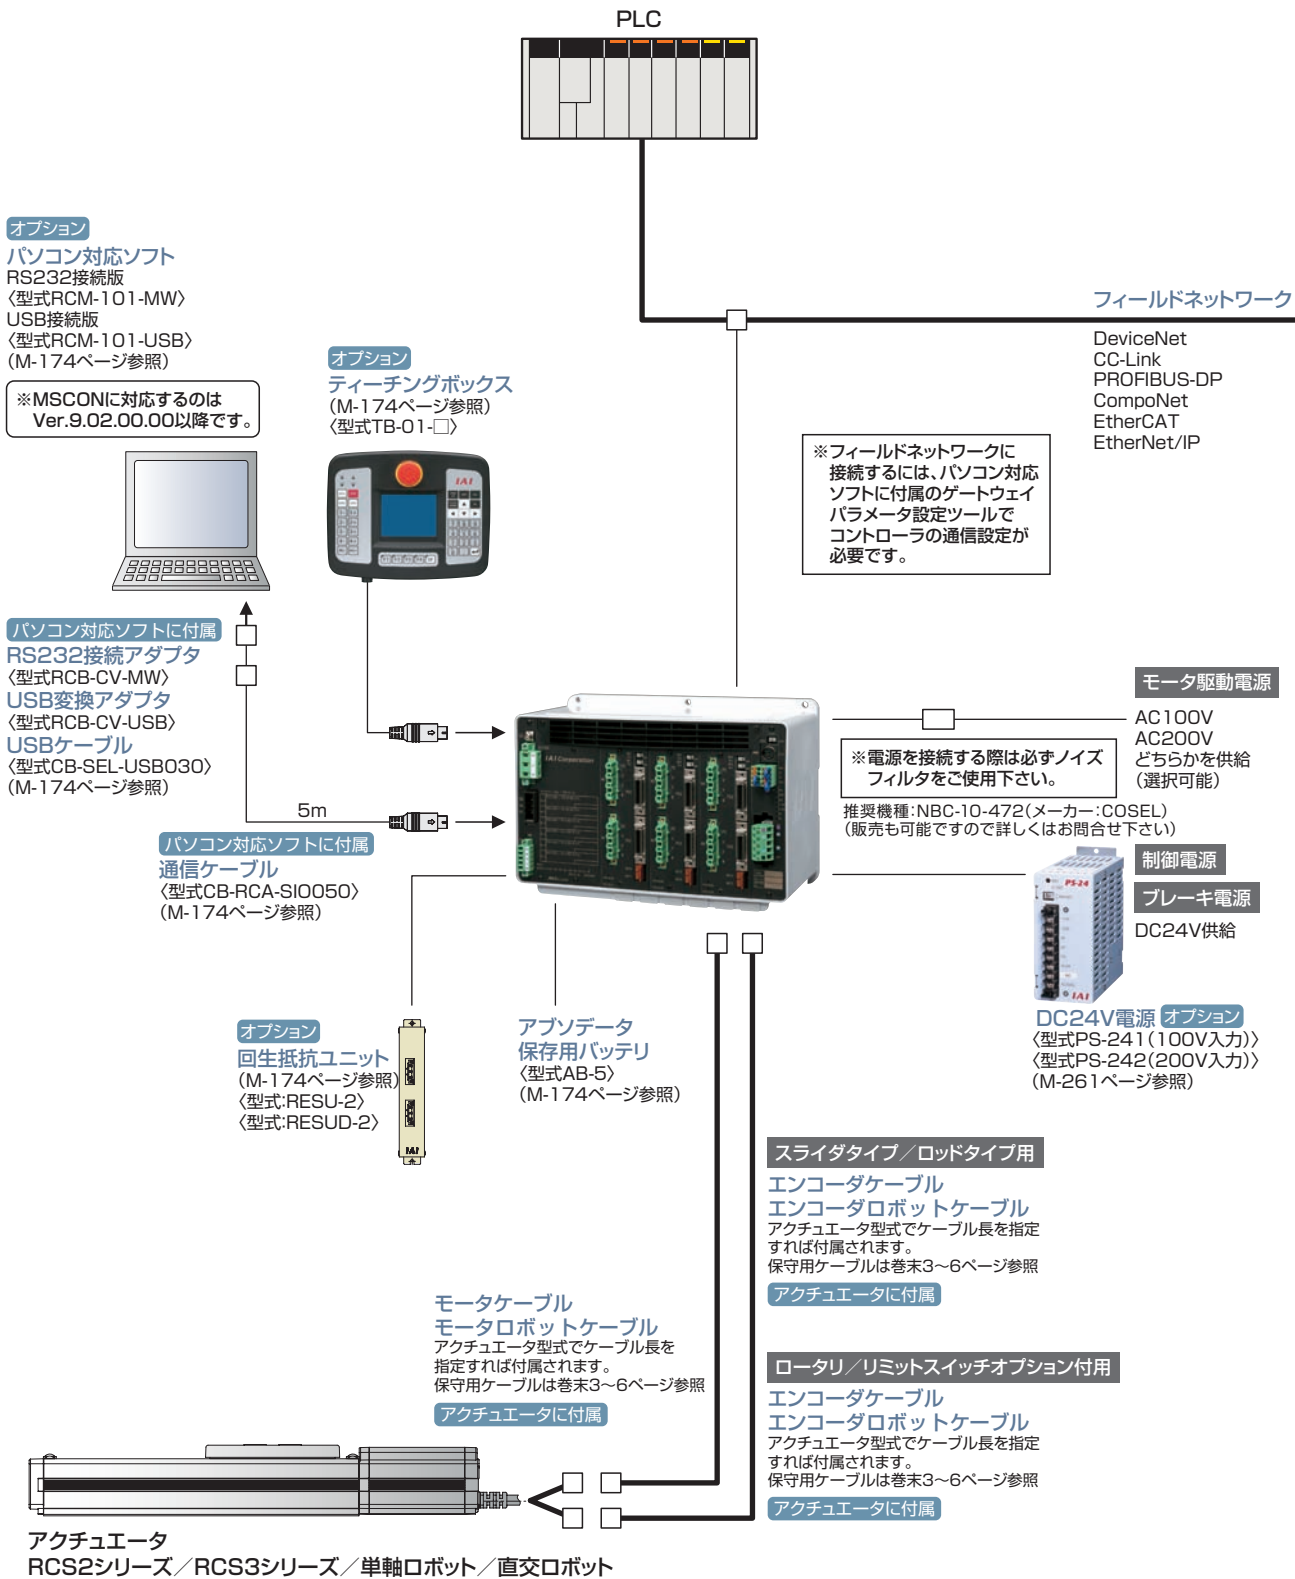 PLC
オプション
パソコン対応ソフト
RS232接続版
〈型式RCM-101-MW〉
USB接続版
〈型式RCM-101-USB〉
(M-174ページ参照)
※MSCONに対応するのは
Ver.9.02.00.00以降です。
オプション
ティーチングボックス
(M-174ページ参照)
〈型式TB-01-□〉
IAI
フィールドネットワーク
DeviceNet
CC-Link
PROFIBUS-DP
CompoNet
EtherCAT
EtherNet/IP
※フィールドネットワークに
接続するには、パソコン対応
ソフトに付属のゲートウェイ
パラメータ設定ツールで
コントローラの通信設定が
必要です。
パソコン対応ソフトに付属
RS232接続アダプタ
〈型式RCB-CV-MW〉
USB変換アダプタ
〈型式RCB-CV-USB〉
USBケーブル
〈型式CB-SEL-USB030〉
(M-174ページ参照)
5m
パソコン対応ソフトに付属
通信ケーブル
〈型式CB-RCA-SIO050〉
(M-174ページ参照)
IAI Corporation
モータ駆動電源
AC100V
AC200V
どちらかを供給
(選択可能)
※電源を接続する際は必ずノイズ
フィルタをご使用下さい。
推奨機種:NBC-10-472(メーカー:COSEL)
(販売も可能ですので詳しくはお問合せ下さい)
制御電源
ブレーキ電源
DC24V供給
PS-24
IAI
DC24V電源 オプション
〈型式PS-241(100V入力)〉
〈型式PS-242(200V入力)〉
(M-261ページ参照)
オプション
回生抵抗ユニット
(M-174ページ参照)
〈型式:RESU-2〉
〈型式:RESUD-2〉
IAI
アブソデータ
保存用バッテリ
〈型式AB-5〉
(M-174ページ参照)
スライダタイプ/ロッドタイプ用
エンコーダケーブル
エンコーダロボットケーブル
アクチュエータ型式でケーブル長を指定
すれば付属されます。
保守用ケーブルは巻末3〜6ページ参照
アクチュエータに付属
モータケーブル
モータロボットケーブル
アクチュエータ型式でケーブル長を
指定すれば付属されます。
保守用ケーブルは巻末3〜6ページ参照
アクチュエータに付属
ロータリ/リミットスイッチオプション付用
エンコーダケーブル
エンコーダロボットケーブル
アクチュエータ型式でケーブル長を指定
すれば付属されます。
保守用ケーブルは巻末3〜6ページ参照
アクチュエータに付属
アクチュエータ
RCS2シリーズ/RCS3シリーズ/単軸ロボット/直交ロボット